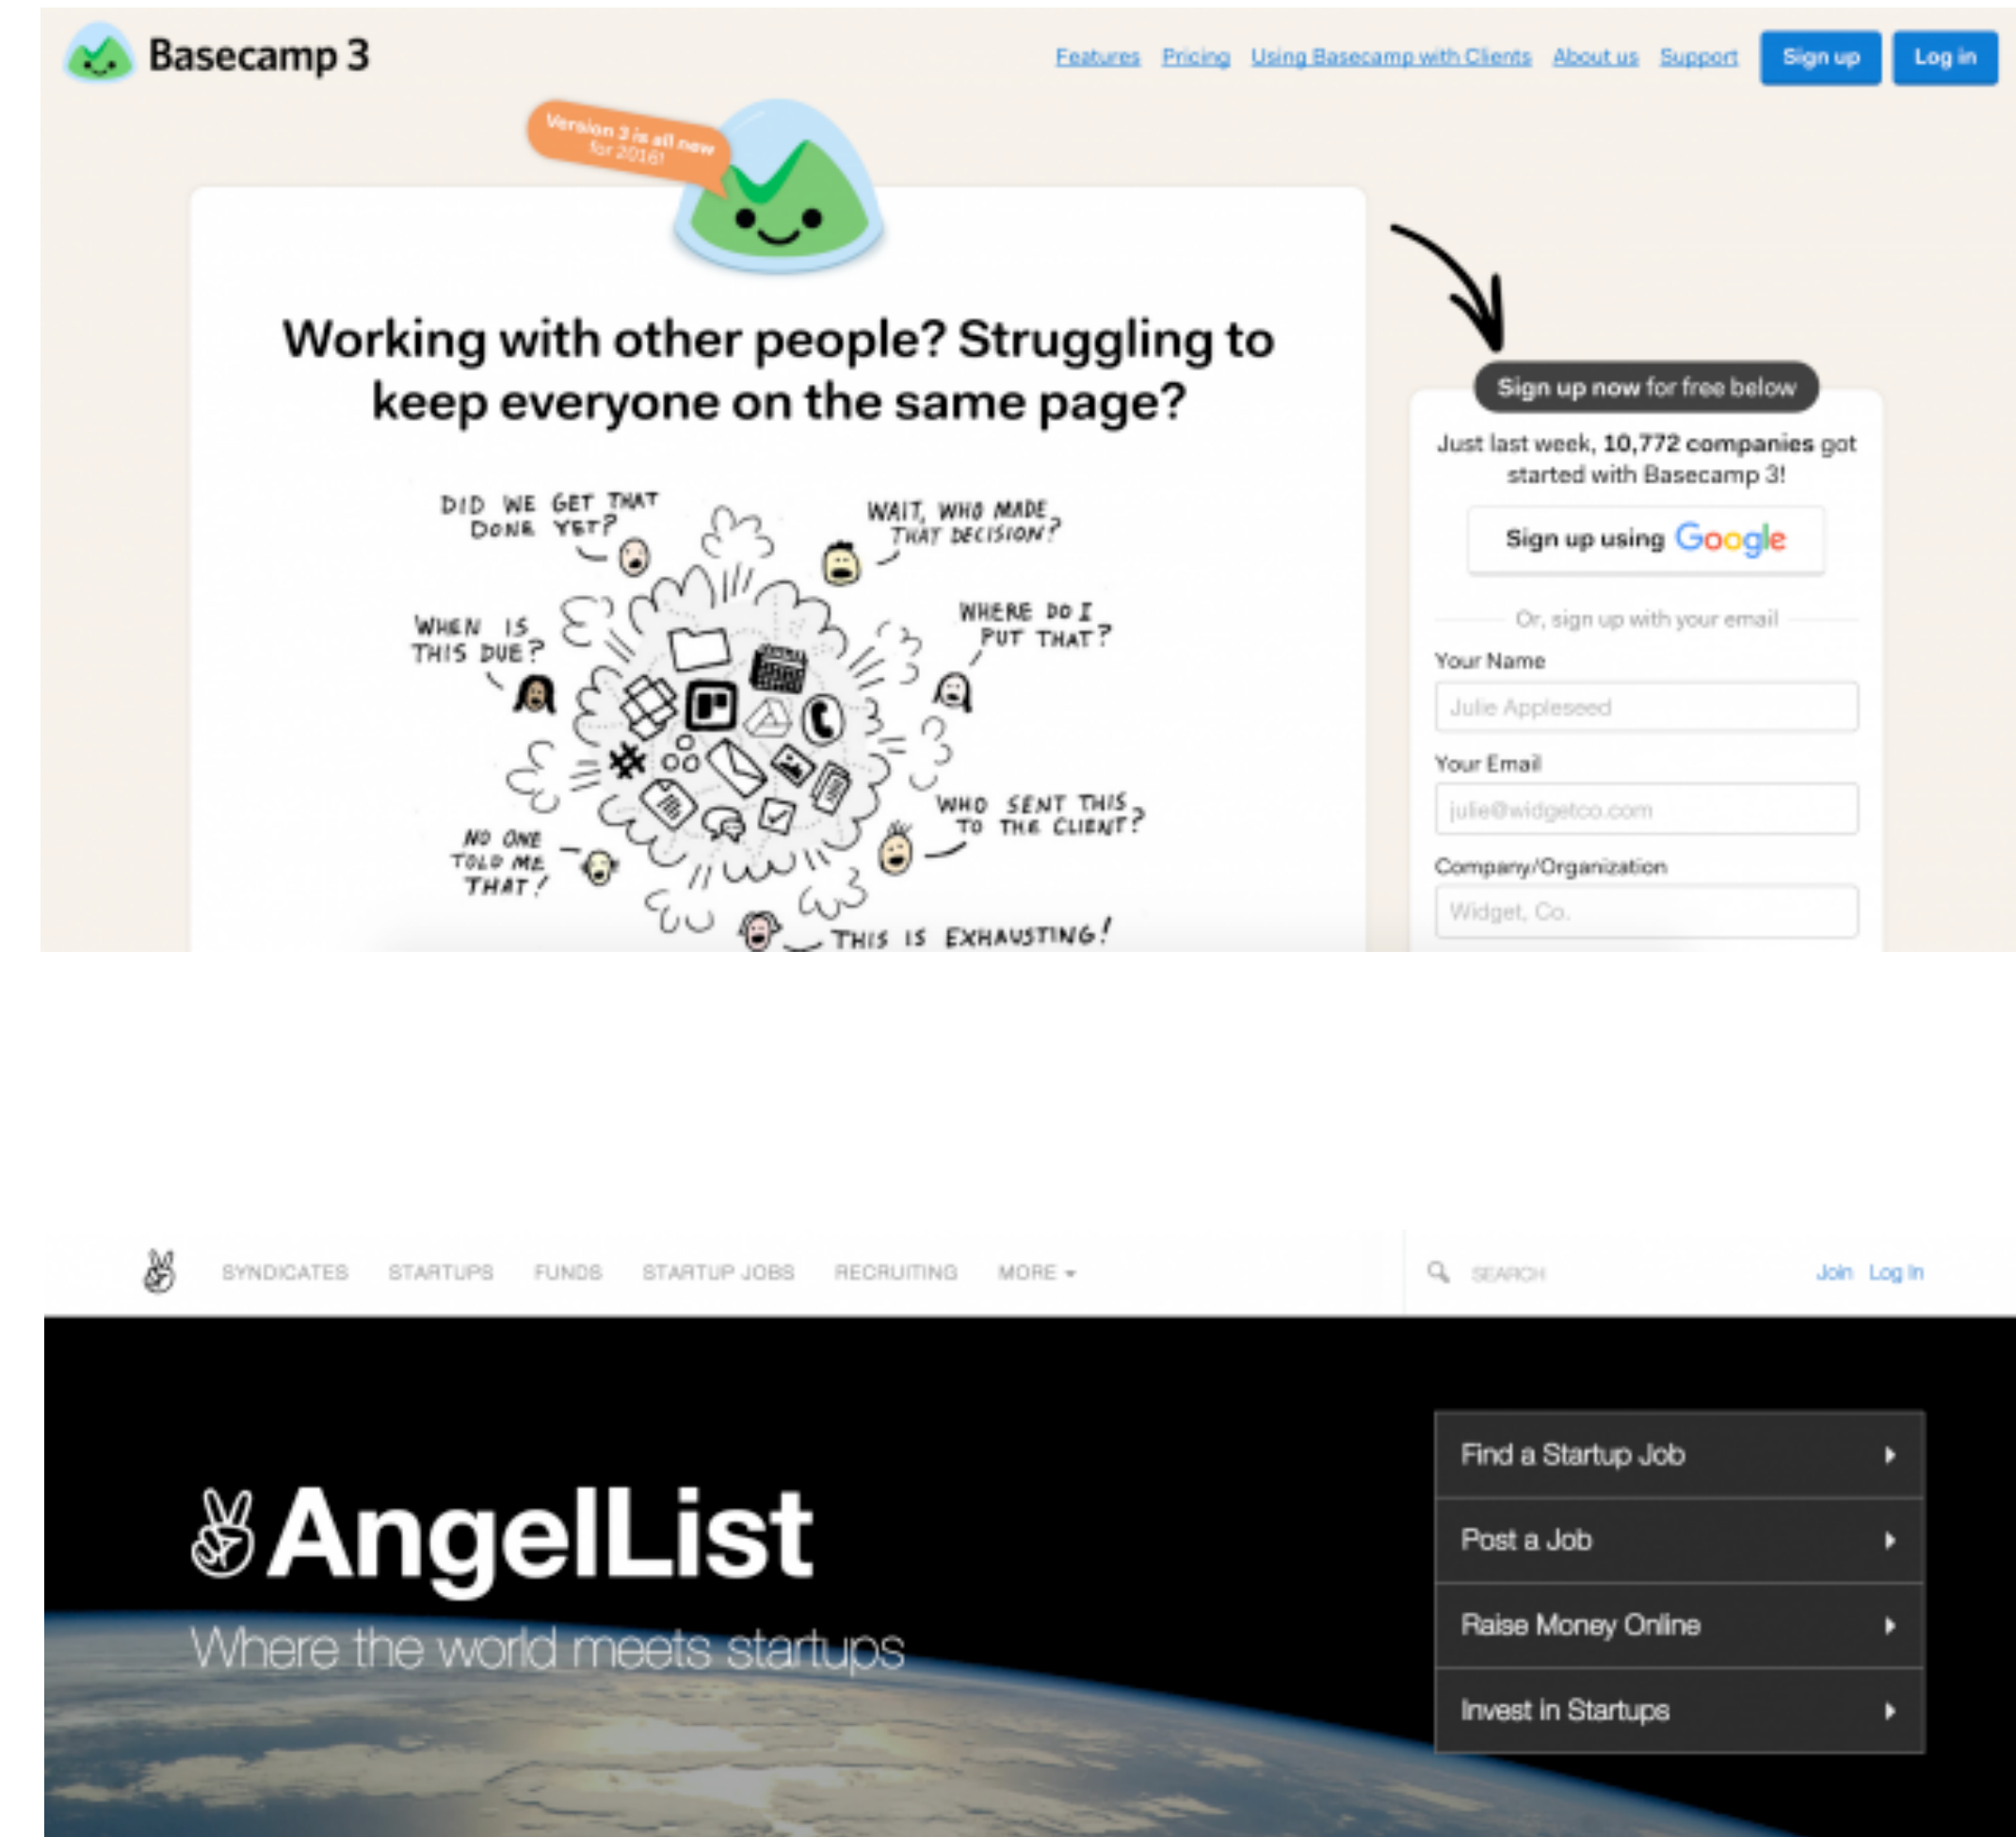 Basecamp 3
Features Pricing Using Basecamp with Clients About us Support Sign up Log in
Version 3 is all new
for 2016!
Working with other people? Struggling to
keep everyone on the same page?
DID WE GET THAT
DONE YET?
WAIT, WHO MADE
THAT DECISION?
WHEN IS
THIS DUE?
WHERE DO I
PUT THAT?
NO ONE
TOLD ME
THAT!
WHO SENT THIS
TO THE CLIENT?
THIS IS EXHAUSTING!
Sign up now for free below
Just last week, 10,772 companies got
started with Basecamp 3!
Sign up using Google
Or, sign up with your email
Your Name
Julie Appleseed
Your Email
julie@widgetco.com
Company/Organization
Widget, Co.
SYNDICATES STARTUPS FUNDS STARTUP JOBS RECRUITING MORE SEARCH Join Log In
AngelList
Where the world meets startups
Find a Startup Job
Post a Job
Raise Money Online
Invest in Startups